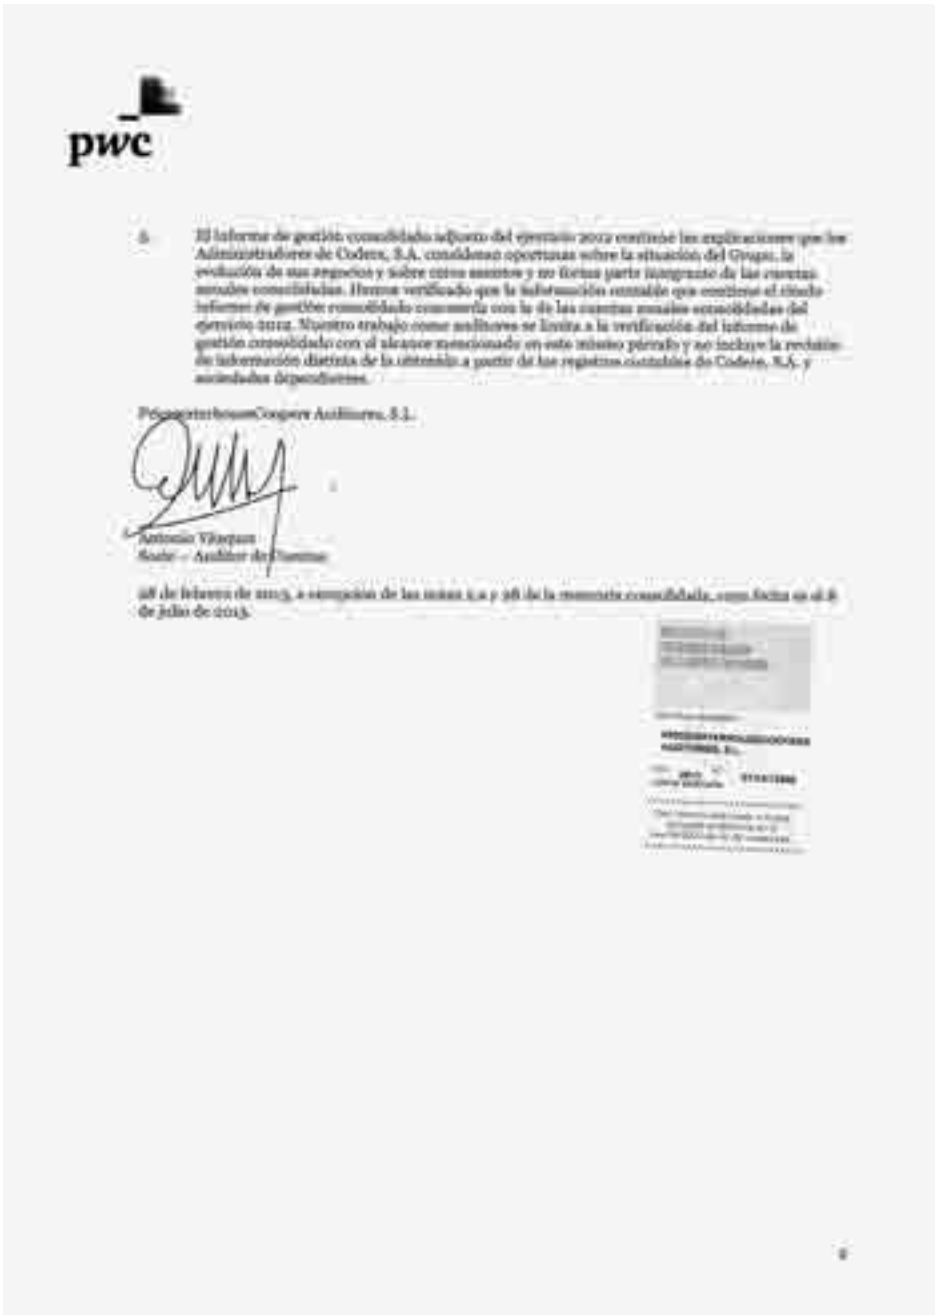 pwc
El informe de gestión consolidado adjunto del ejercicio 2012 contiene las explicaciones que los
Administradores de Codere, S.A. consideran oportunas sobre la situación del Grupo, la
evolución de sus negocios y sobre otros asuntos y no forma parte integrante de las cuentas
anuales consolidadas. Hemos verificado que la información contable que contiene el citado
informe de gestión consolidado concuerda con la de las cuentas anuales consolidadas del
ejercicio 2012. Nuestro trabajo como auditores se limita a la verificación del informe de
gestión consolidado con el alcance mencionado en este mismo párrafo y no incluye la revisión
de información distinta de la obtenida a partir de los registros contables de Codere, S.A. y
sociedades dependientes.
PricewaterhouseCoopers Auditores, S.L.
Antonio Vázquez
Socio – Auditor de Cuentas
28 de febrero de 2013, a excepción de las notas y 28 de la memoria consolidada, cuya fecha es el 8
de julio de 2013.
PRICEWATERHOUSECOOPERS
AUDITORES, S.L.